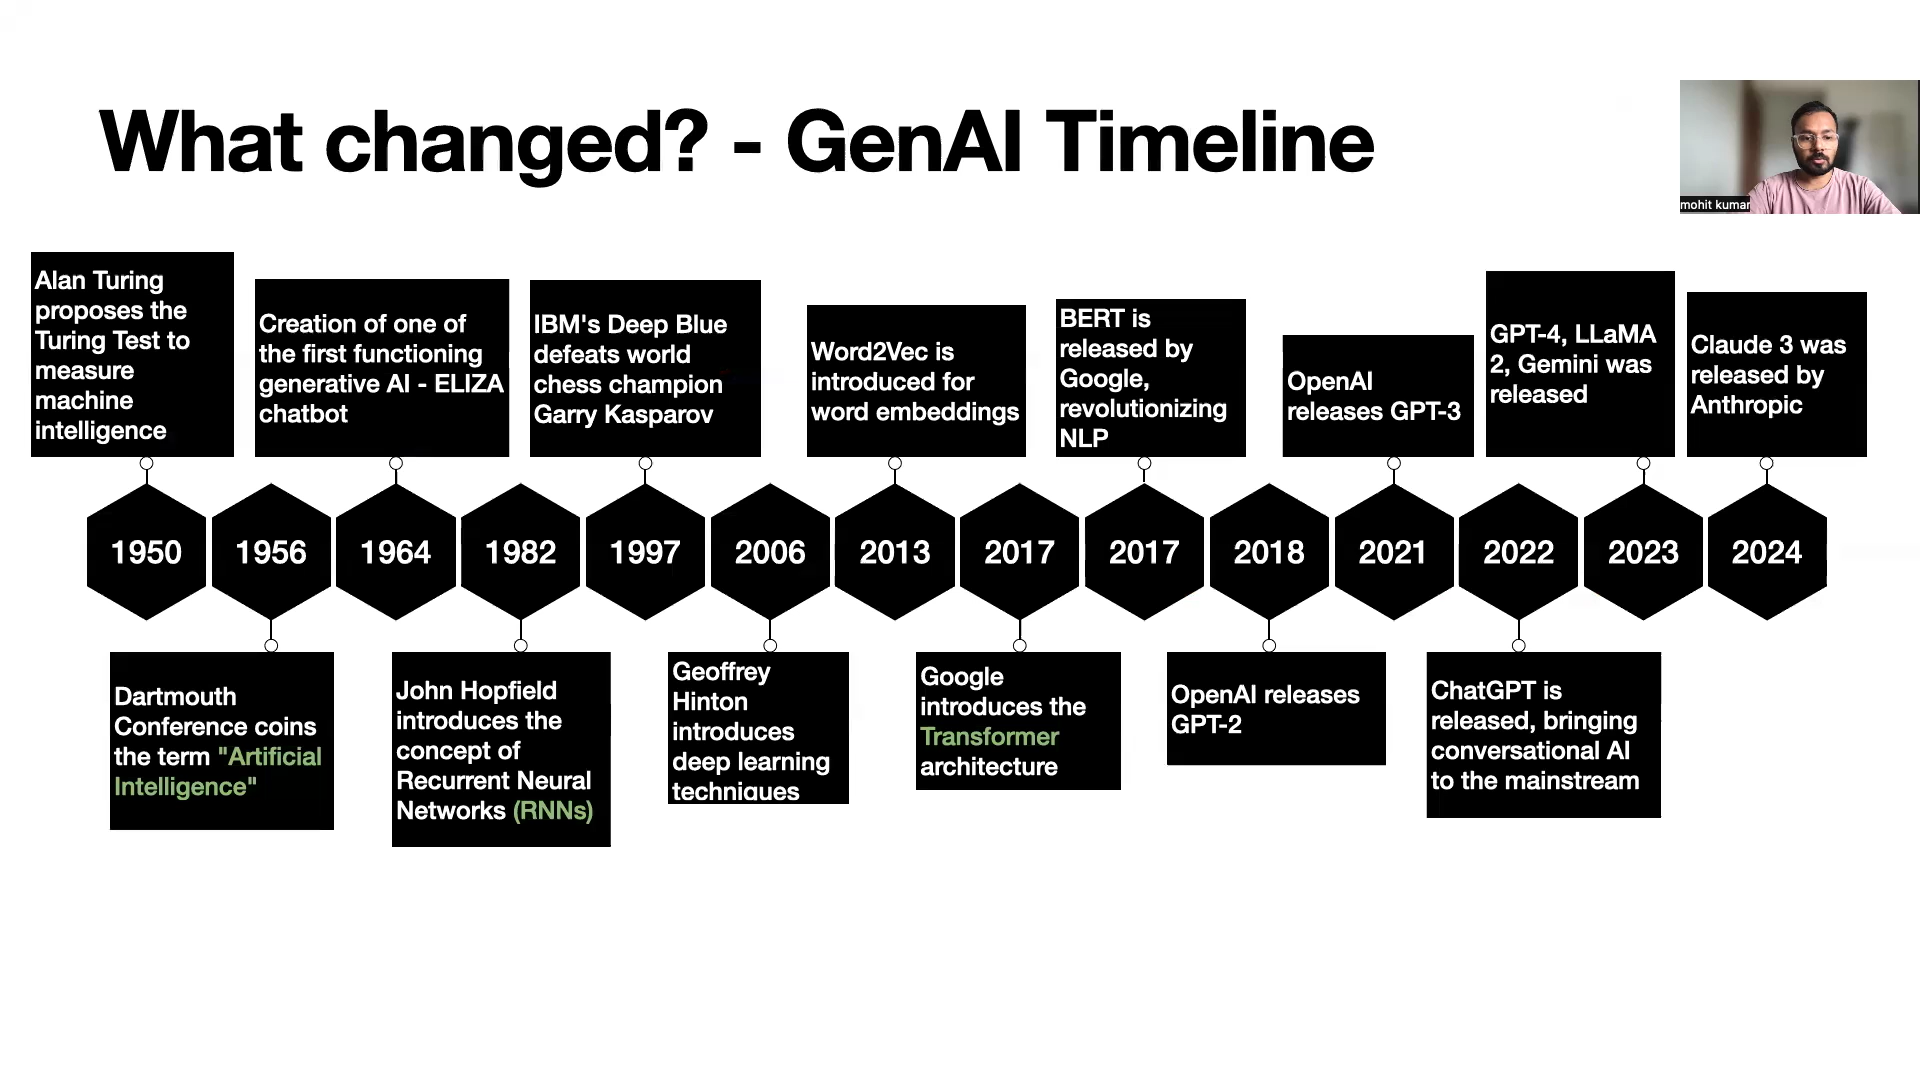 What changed? - GenAI Timeline
mohit kumar
Alan Turing
proposes the
Turing Test to
measure
machine
intelligence
Creation of one of
the first functioning
generative AI - ELIZA
chatbot
IBM's Deep Blue
defeats world
chess champion
Garry Kasparov
Word2Vec is
introduced for
word embeddings
BERT is
released by
Google,
revolutionizing
NLP
OpenAI
releases GPT-3
GPT-4, LLaMA
2, Gemini was
released
Claude 3 was
released by
Anthropic
1950
1956
1964
1982
1997
2006
2013
2017
2017
2018
2021
2022
2023
2024
Dartmouth
Conference coins
the term "Artificial
Intelligence"
John Hopfield
introduces the
concept of
Recurrent Neural
Networks (RNNs)
Geoffrey
Hinton
introduces
deep learning
techniques
Google
introduces the
Transformer
architecture
OpenAI releases
GPT-2
ChatGPT is
released, bringing
conversational AI
to the mainstream